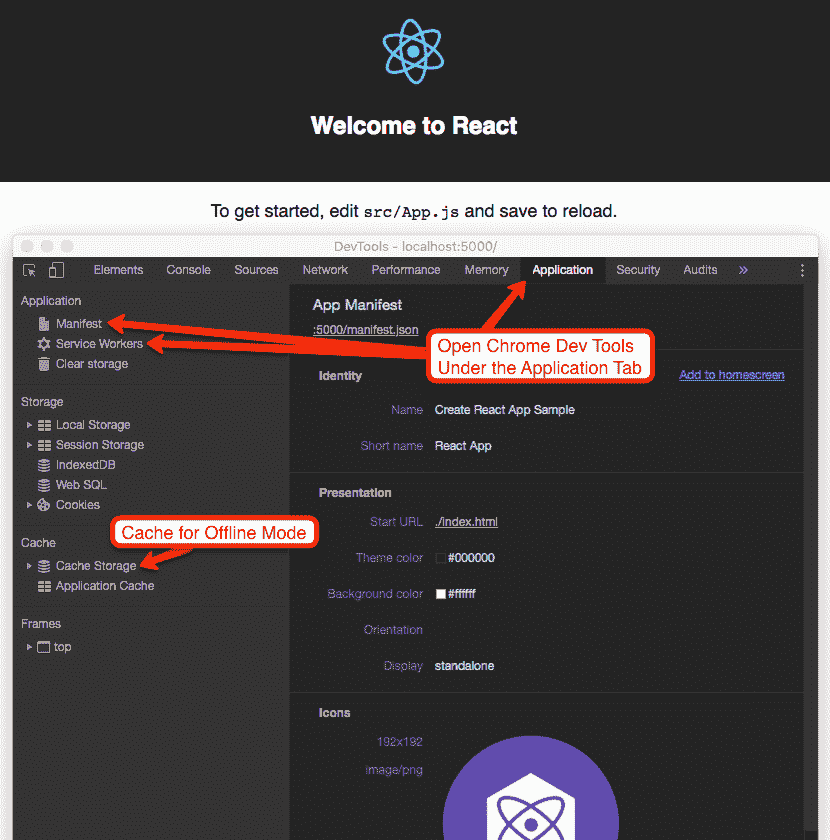 Welcome to React
To get started, edit src/App.js and save to reload.
DevTools - localhost:5000/
Elements Console Sources Network Performance Memory Application Security Audits »
Application
Manifest
Service Workers
Clear storage
Storage
Local Storage
Session Storage
IndexedDB
Web SQL
Cookies
Cache for Offline Mode
Cache
Cache Storage
Application Cache
Frames
top
App Manifest
:5000/manifest.json
Open Chrome Dev Tools
Under the Application Tab
Identity
Add to homescreen
Name Create React App Sample
Short name React App
Presentation
Start URL ./index.html
Theme color #000000
Background color #ffffff
Orientation
Display standalone
Icons
192x192
image/png